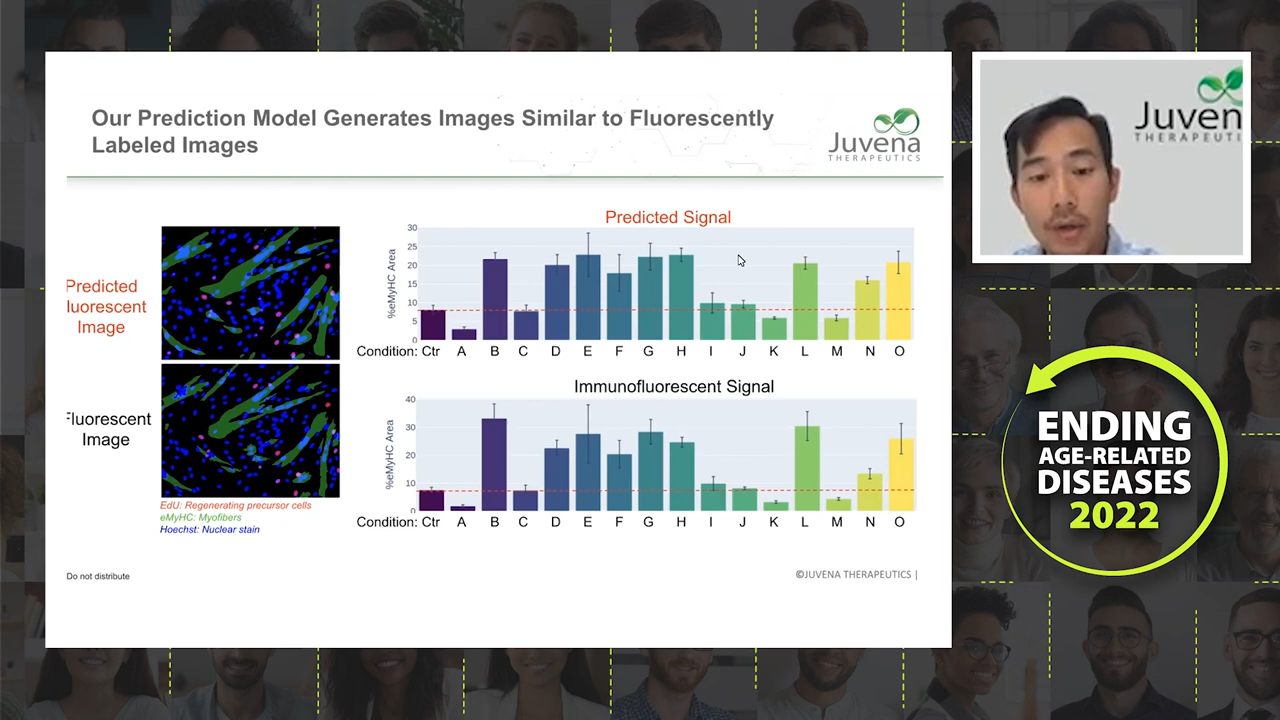 Our Prediction Model Generates Images Similar to Fluorescently
Labeled Images
Juvena
THERAPEUTICS
Juven
THERAPEUTI
Predicted
luorescent
Image
Fluorescent
Image
EdU: Regenerating precursor cells
eMyHC: Myofibers
Hoechst: Nuclear stain
Predicted Signal
%eMyHC Area
30
25
20
15
10
5
0
Condition: Ctr A B C D E F G H I J K L M N O
Immunofluorescent Signal
%eMyHC Area
40
30
20
10
0
Condition: Ctr A B C D E F G H I J K L M N O
Do not distribute
©JUVENA THERAPEUTICS |
ENDING
AGE-RELATED
DISEASES
2022